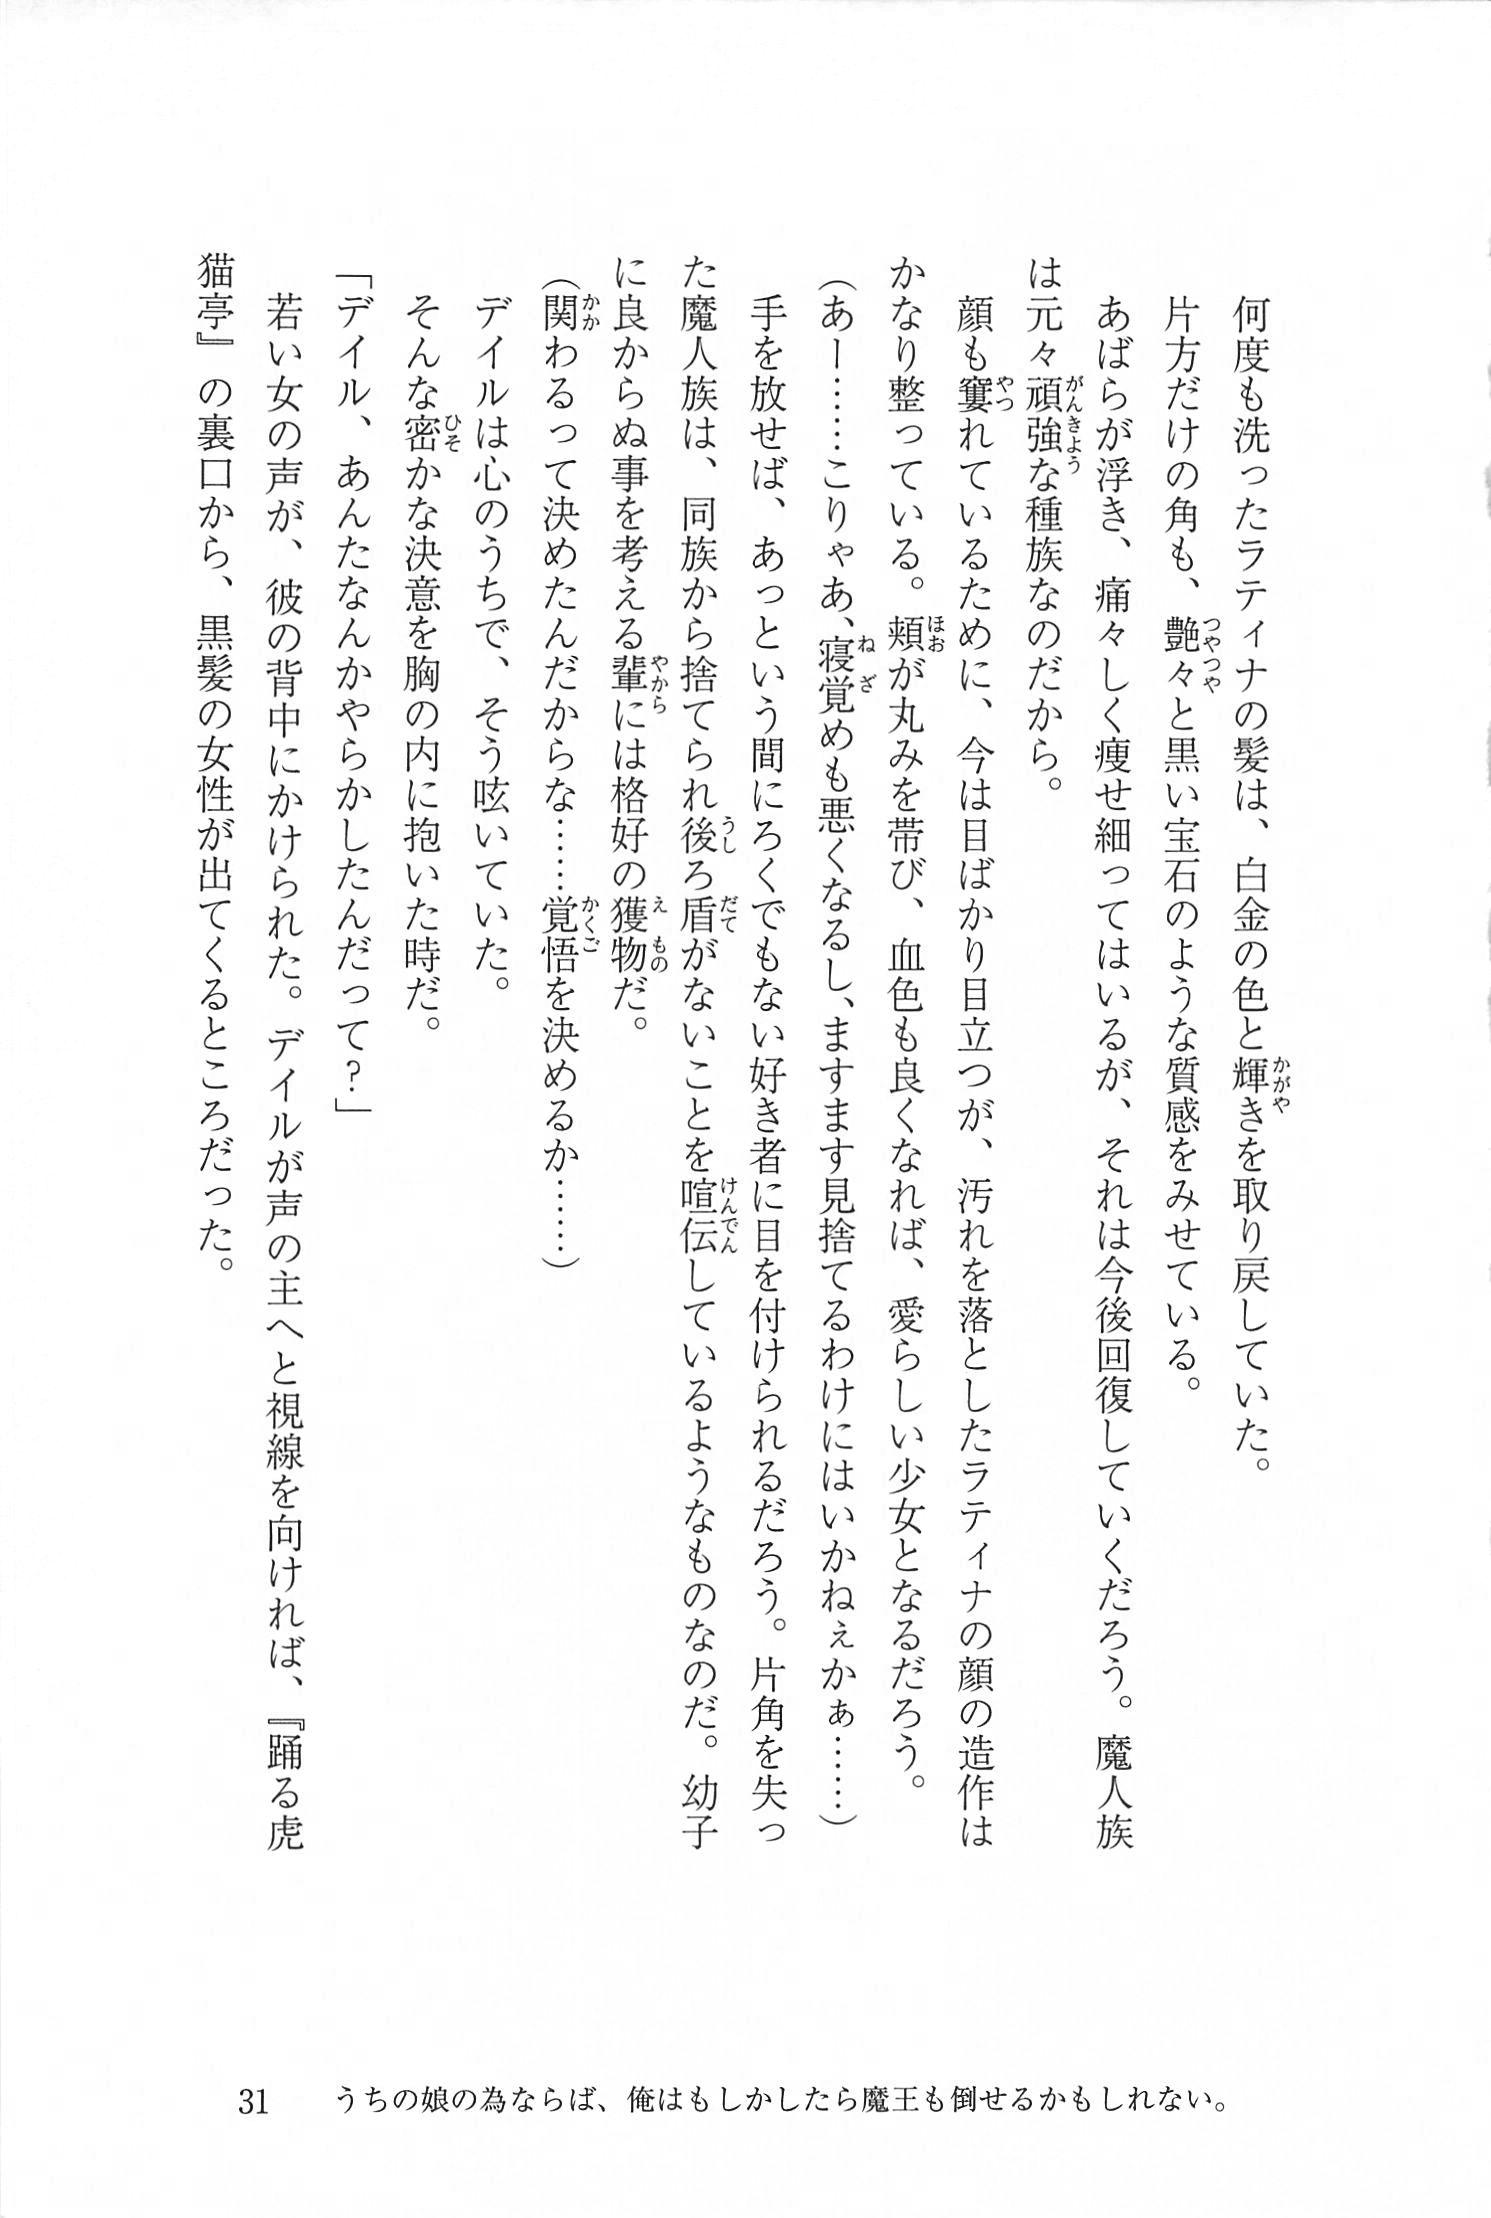 何度も洗ったラティナの髪は、白金の色と輝きを取り戻していた。
片方だけの角も、艶々と黒い宝石のような質感をみせている。
あばらが浮き、痛々しく痩せ細ってはいるが、それは今後回復していくだろう。魔人族
は元々頑強な種族なのだから。
顔も窶れているために、今は目ばかり目立つが、汚れを落としたラティナの顔の造作は
かなり整っている。頬が丸みを帯び、血色も良くなれば、愛らしい少女となるだろう。
(あー……こりゃあ、寝覚めも悪くなるし、ますます見捨てるわけにはいかねぇかぁ……)
手を放せば、あっという間にろくでもない好き者に目を付けられるだろう。片角を失っ
た魔人族は、同族から捨てられ後ろ盾がないことを喧伝しているようなものなのだ。幼子
に良からぬ事を考える輩には格好の獲物だ。
(関わるって決めたんだからな……覚悟を決めるか……)
デイルは心のうちで、そう呟いていた。
そんな密かな決意を胸の内に抱いた時だ。
「デイル、あんたなんかやらかしたんだって?」
若い女の声が、彼の背中にかけられた。デイルが声の主へと視線を向ければ、『踊る虎
猫亭』の裏口から、黒髪の女性が出てくるところだった。
31 うちの娘の為ならば、俺はもしかしたら魔王も倒せるかもしれない。